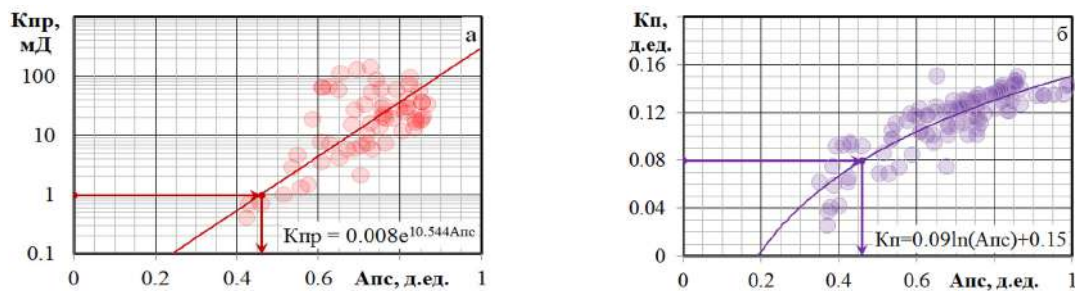 Кпр,
мД
а
100
10
1
0.1
Кпр = 0.008e^10.544Апс
0 0.2 0.4 0.6 0.8 1
Апс, д.ед.
Кп,
д.ед.
б
0.16
0.12
0.08
0.04
0
Кп=0.09ln(Апс)+0.15
0 0.2 0.4 0.6 0.8 1
Апс, д.ед.